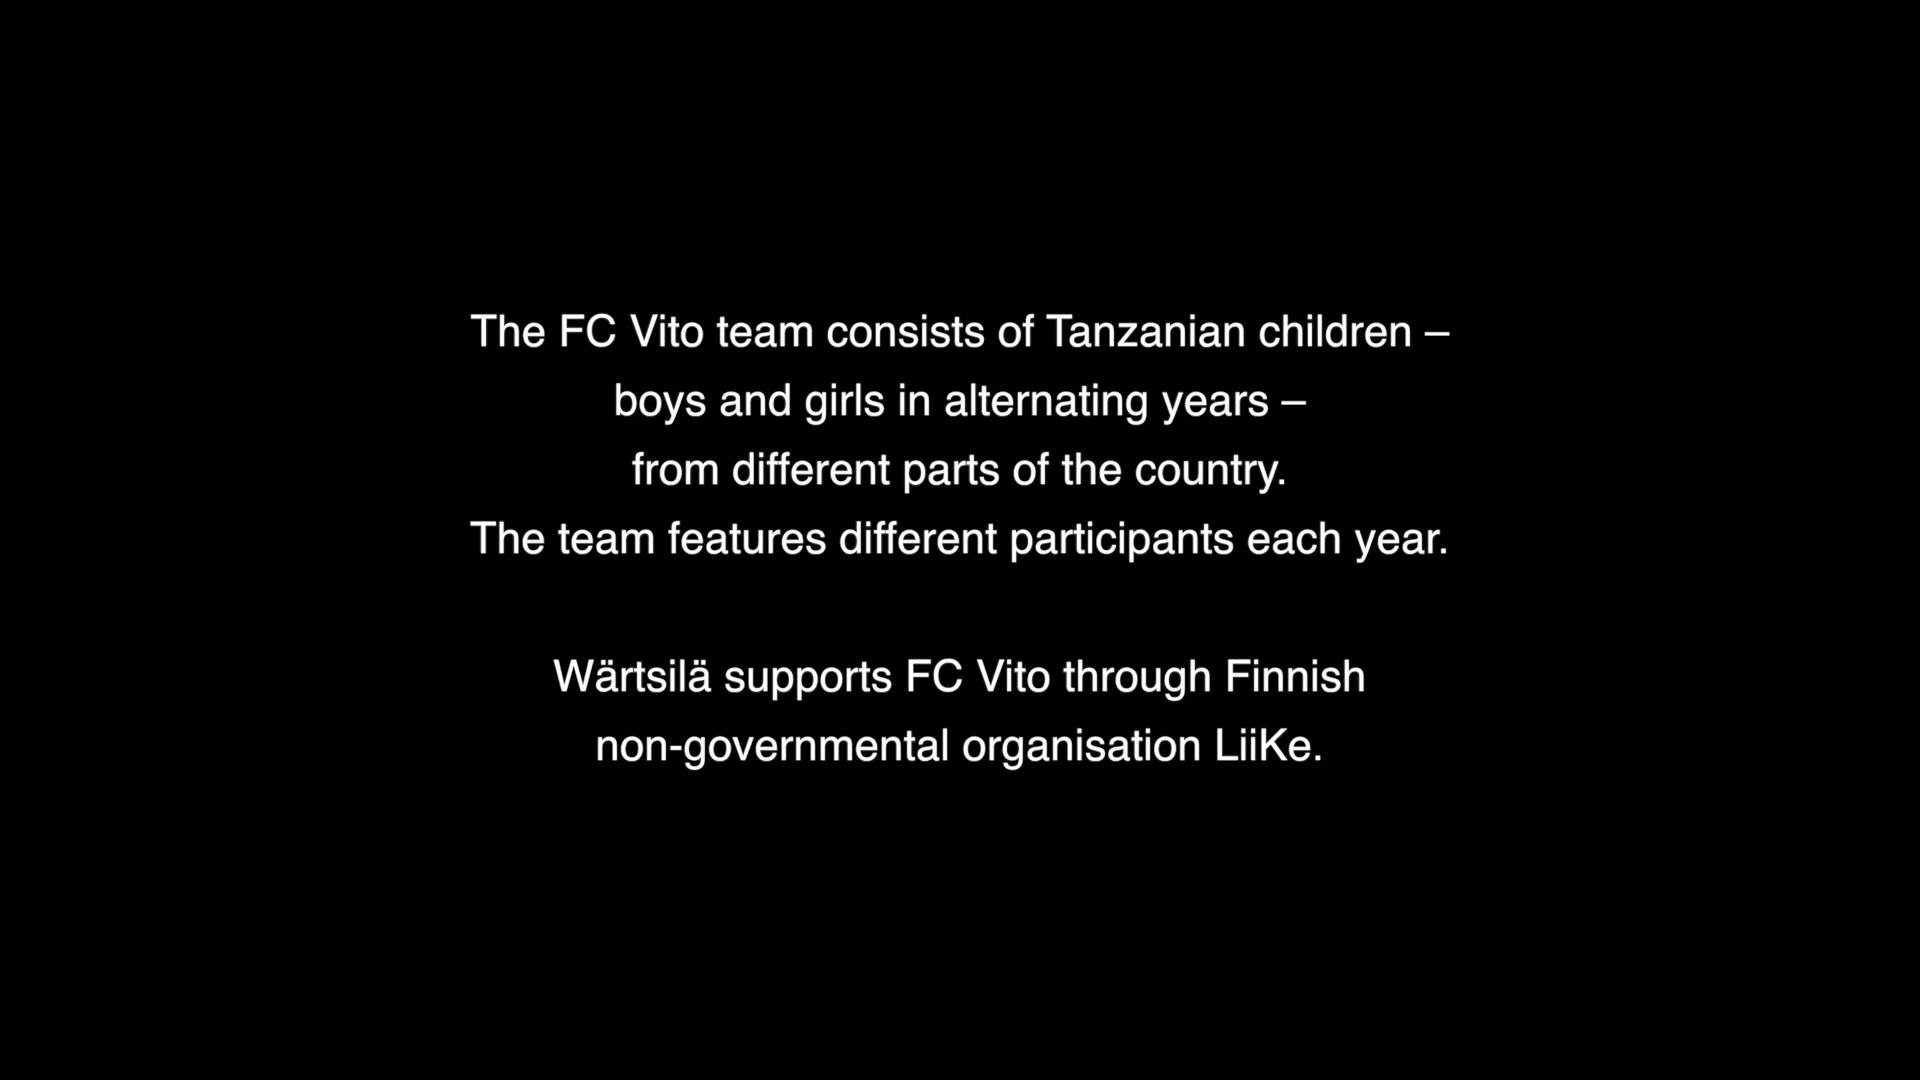 The FC Vito team consists of Tanzanian children –
boys and girls in alternating years –
from different parts of the country.
The team features different participants each year.
Wärtsilä supports FC Vito through Finnish
non-governmental organisation LiiKe.